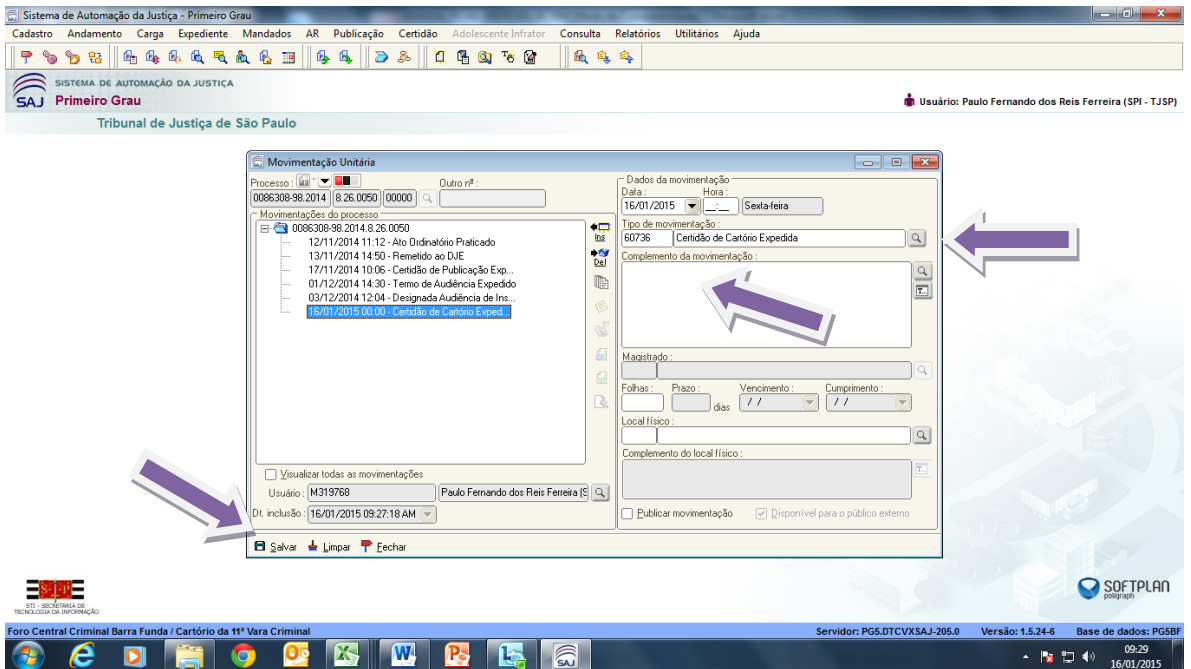 Sistema de Automação da Justiça - Primeiro Grau
Cadastro Andamento Carga Expediente Mandados AR Publicação Certidão Adolescente Infrator Consulta Relatórios Utilitários Ajuda
SISTEMA DE AUTOMAÇÃO DA JUSTIÇA
SAJ Primeiro Grau
Usuário: Paulo Fernando dos Reis Ferreira (SPI - TJSP)
Tribunal de Justiça de São Paulo
Movimentação Unitária
Processo :
Outro nº :
0086308-98.2014 8.26.0050 00000
Movimentações do processo
0086308-98.2014.8.26.0050
12/11/2014 11:12 - Ato Ordinatório Praticado
13/11/2014 14:50 - Remetido ao DJE
17/11/2014 10:06 - Certidão de Publicação Exp...
01/12/2014 14:30 - Termo de Audiência Expedido
03/12/2014 12:04 - Designada Audiência de Ins...
16/01/2015 00:00 - Certidão de Cartório Exped...
Ins
Del
Visualizar todas as movimentações
Usuário : M319768 Paulo Fernando dos Reis Ferreira (S
Dt. inclusão : 16/01/2015 09:27:18 AM
Dados da movimentação
Data : Hora :
16/01/2015 __:__ Sexta-feira
Tipo de movimentação :
60736 Certidão de Cartório Expedida
Complemento da movimentação :
Magistrado :
Folhas : Prazo : Vencimento : Cumprimento :
dias / / / /
Local físico :
Complemento do local físico :
Publicar movimentação Disponível para o público externo
Salvar Limpar Fechar
STI - SECRETARIA DE
TECNOLOGIA DA INFORMAÇÃO
SOFTPLAN
poligraph
Foro Central Criminal Barra Funda / Cartório da 11ª Vara Criminal
Servidor: PG5.DTCVXSAJ-205.0 Versão: 1.5.24-6 Base de dados: PG5BF
SAJ
09:29
16/01/2015